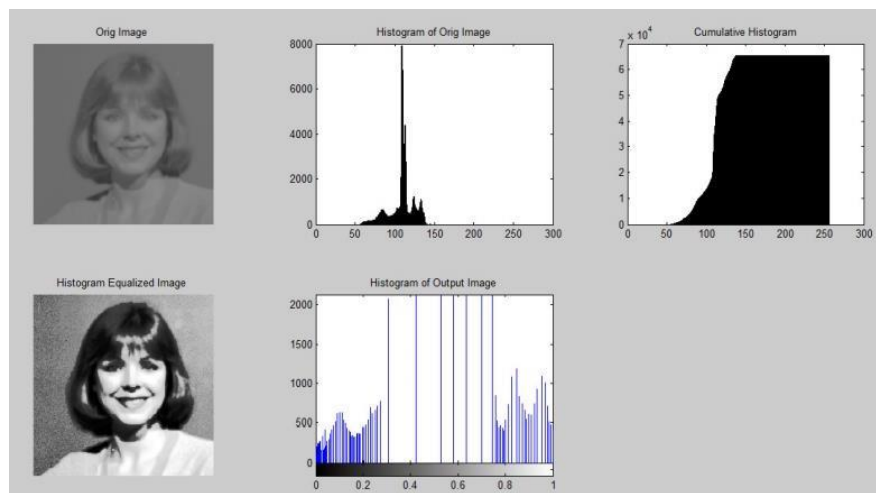 Orig Image
Histogram of Orig Image
8000
6000
4000
2000
0
0 50 100 150 200 250 300
Cumulative Histogram
x 10^4
7
6
5
4
3
2
1
0
0 50 100 150 200 250 300
Histogram Equalized Image
Histogram of Output Image
2000
1500
1000
500
0
0 0.2 0.4 0.6 0.8 1